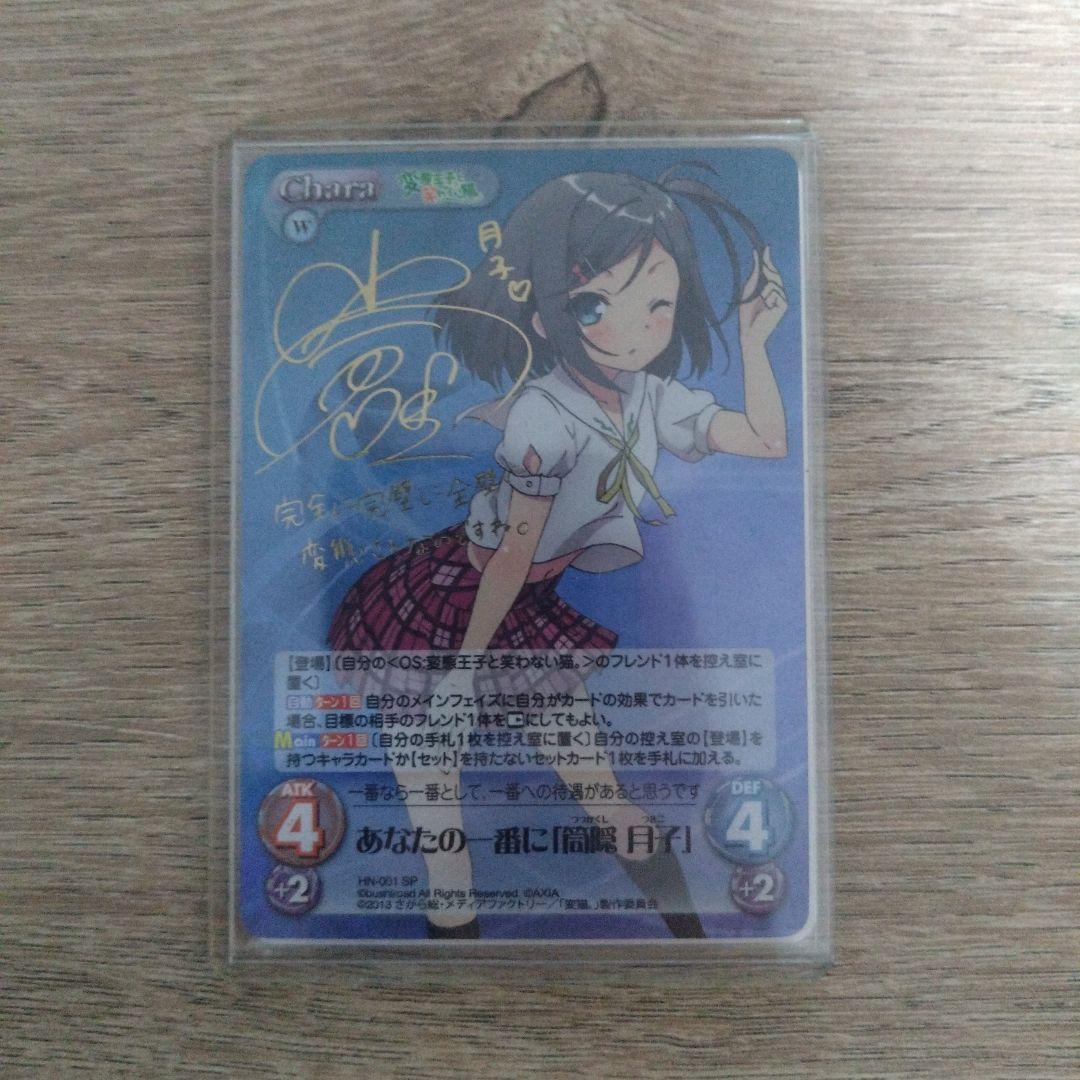 Chara
変態王子と笑わない猫
W
月子♡
完全に完璧に全壁
変態さんなのですね。
【登場】〔自分の<OS:変態王子と笑わない猫。>のフレンド1体を控え室に
置く〕
自動 ターン1回 自分のメインフェイズに自分がカードの効果でカードを引いた
場合、目標の相手のフレンド1体を にしてもよい。
Main ターン1回 〔自分の手札1枚を控え室に置く〕自分の控え室の【登場】を
持つキャラカードか【セット】を持たないセットカード1枚を手札に加える。
一番なら一番として、一番への待遇があると思うです
ATK
4
+2
DEF
4
+2
つつかくし つきこ
あなたの一番に「筒隠 月子」
HN-001 SP
©bushiroad All Rights Reserved. ©AXIA
©2013 さがら総・メディアファクトリー/「変猫。」製作委員会